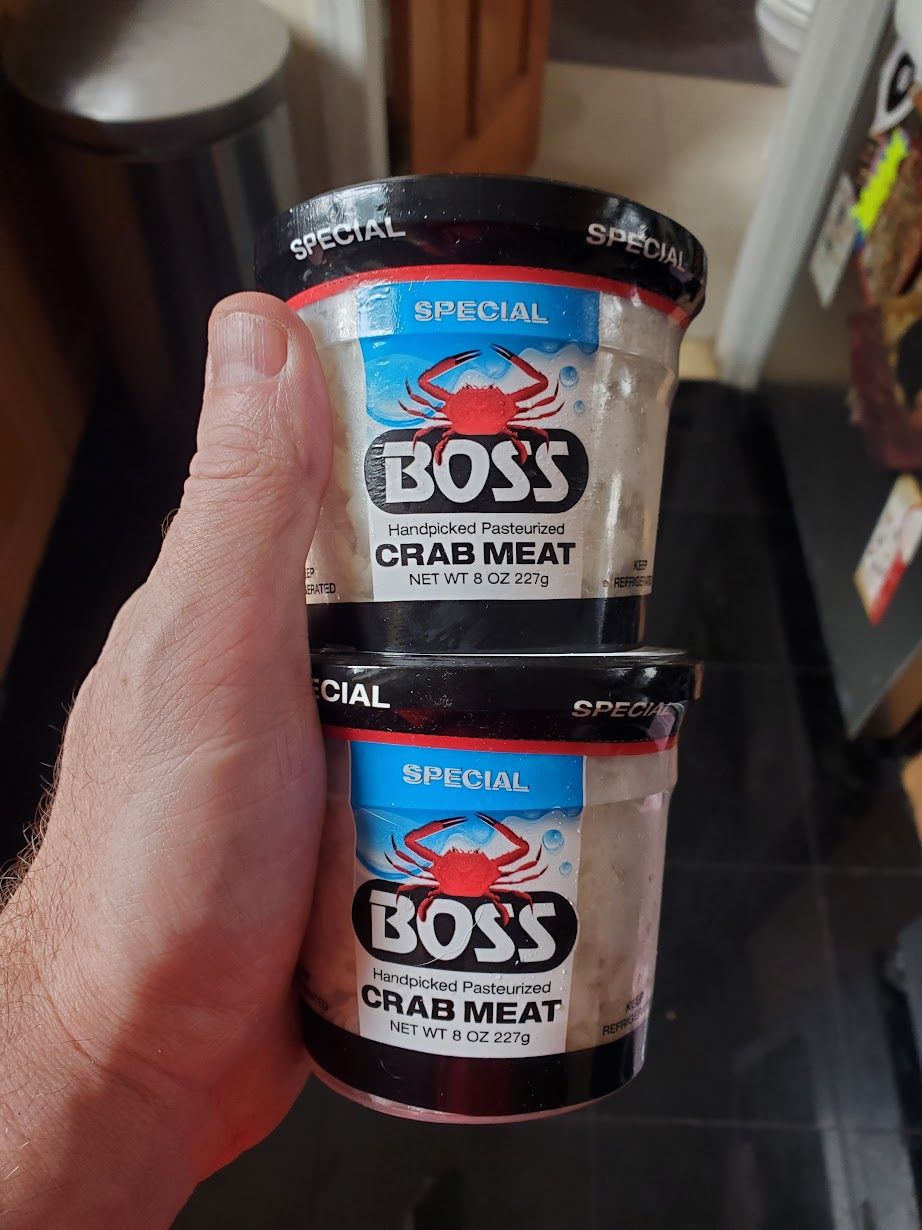 SPECIAL SPECIAL
SPECIAL
BOSS
Handpicked Pasteurized
CRAB MEAT
NET WT 8 OZ 227g
KEEP
REFRIGERATED
ECIAL SPECIAL
SPECIAL
BOSS
Handpicked Pasteurized
CRAB MEAT
NET WT 8 OZ 227g
KEEP